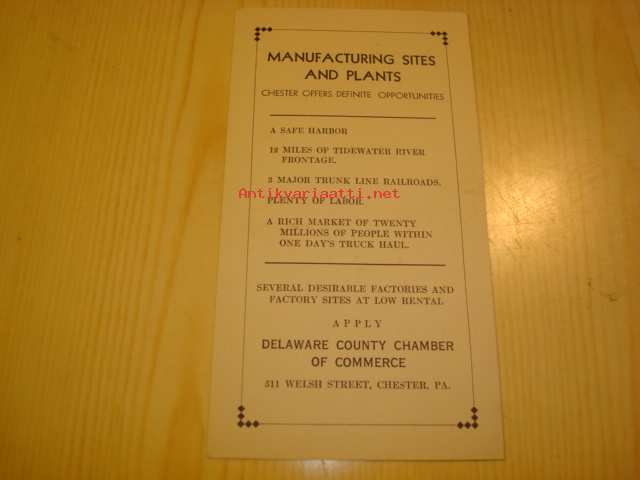 MANUFACTURING SITES
AND PLANTS
CHESTER OFFERS DEFINITE OPPORTUNITIES
A SAFE HARBOR
12 MILES OF TIDEWATER RIVER
FRONTAGE.
3 MAJOR TRUNK LINE RAILROADS.
Antikvariaatti.net
PLENTY OF LABOR.
A RICH MARKET OF TWENTY
MILLIONS OF PEOPLE WITHIN
ONE DAY'S TRUCK HAUL.
SEVERAL DESIRABLE FACTORIES AND
FACTORY SITES AT LOW RENTAL
APPLY
DELAWARE COUNTY CHAMBER
OF COMMERCE
511 WELSH STREET, CHESTER, PA.